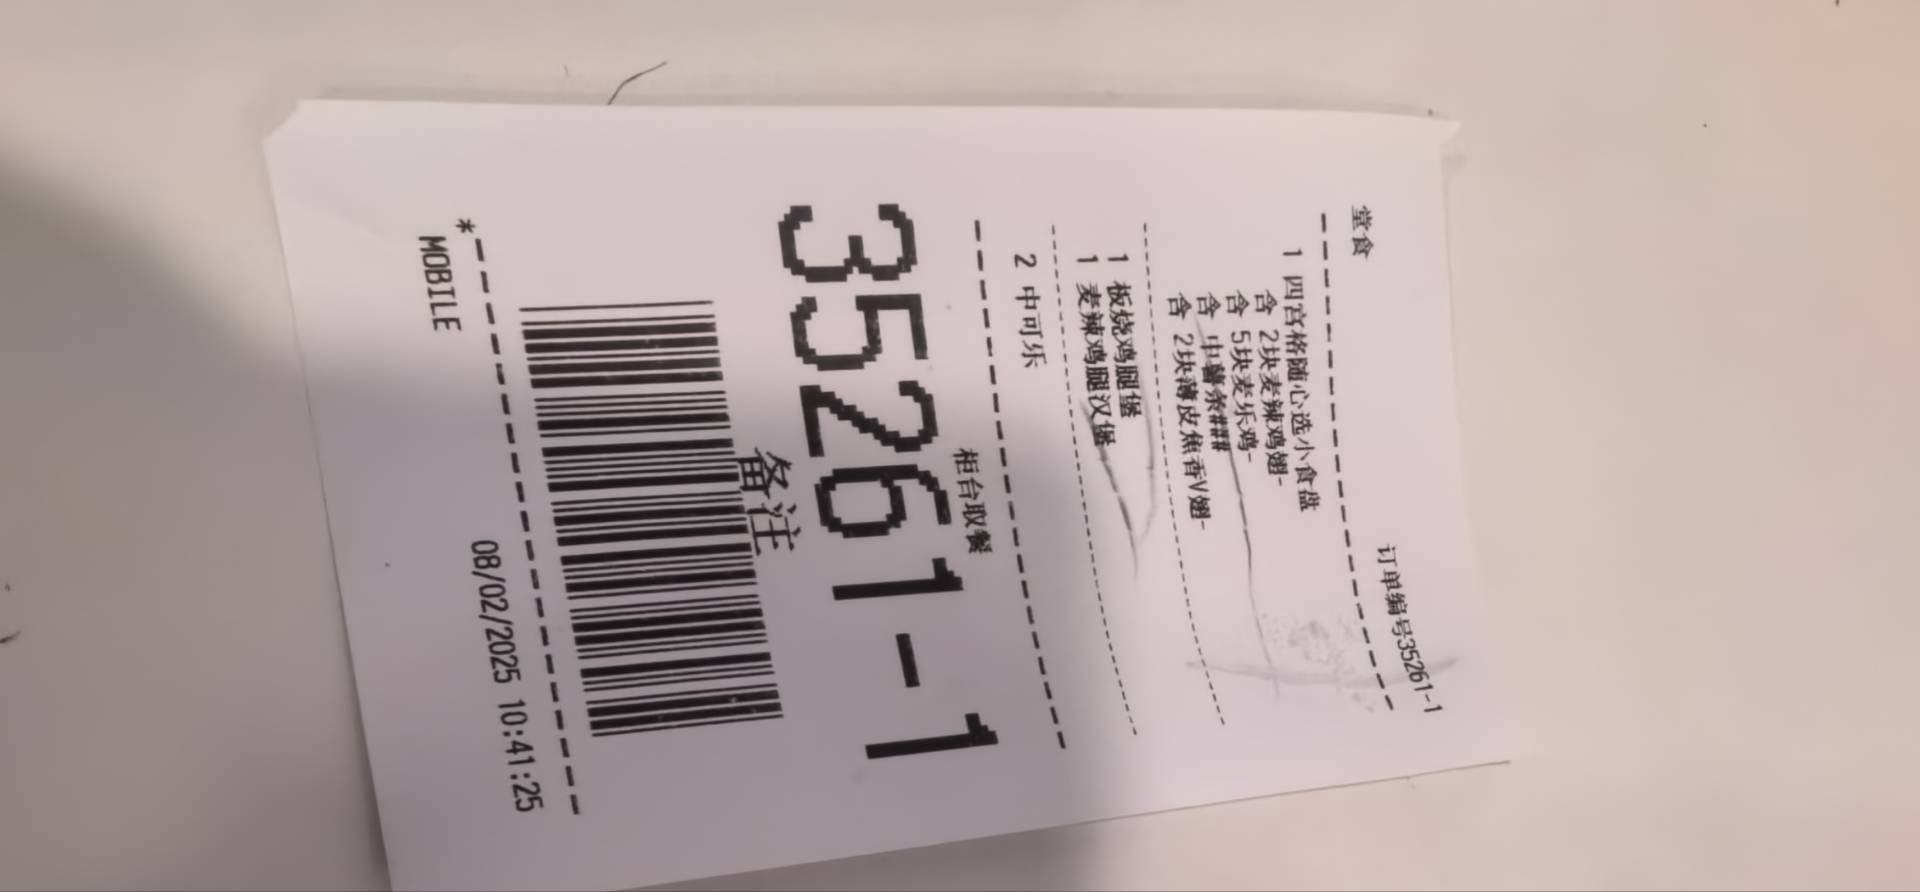 堂食
订单编号35261-1
1 四宫格随心选小食盘
含 2块麦辣鸡翅-
含 5块麦乐鸡-
含 中薯条###
含 2块薄皮焦香V翅-
1 板烧鸡腿堡
1 麦辣鸡腿汉堡
2 中可乐
柜台取餐
35261-1
备注
*
MOBILE 08/02/2025 10:41:25